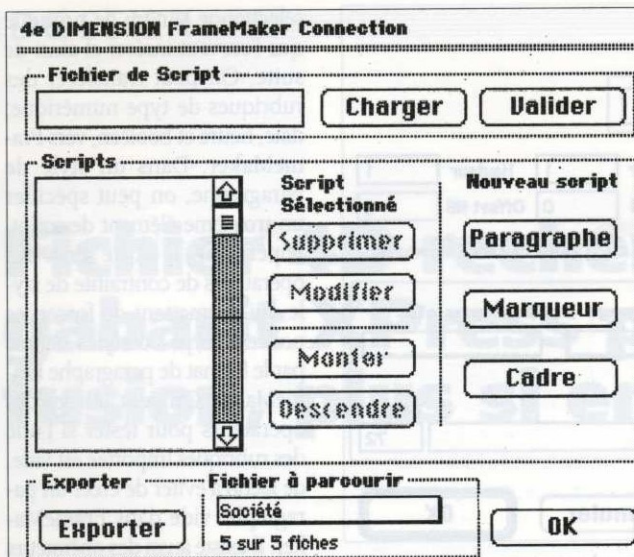 4e DIMENSION FrameMaker Connection
Fichier de Script
Charger
Valider
Scripts
Script
Sélectionné
Supprimer
Modifier
Monter
Descendre
Nouveau script
Paragraphe
Marqueur
Cadre
Exporter
Exporter
Fichier à parcourir
Société
5 sur 5 fiches
OK